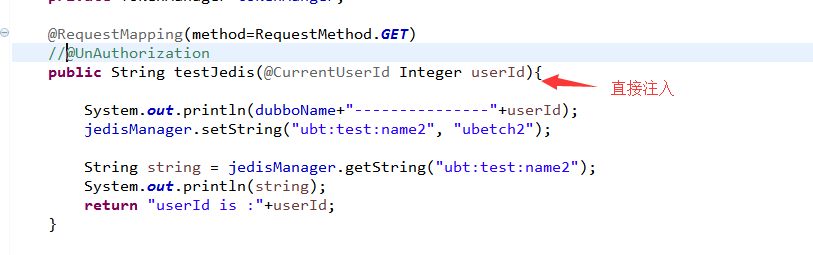 @RequestMapping(method=RequestMethod.GET)
//@UnAuthorization
public String testJedis(@CurrentUserId Integer userId){
直接注入
System.out.println(dubboName+"---------------"+userId);
jedisManager.setString("ubt:test:name2", "ubetch2");
String string = jedisManager.getString("ubt:test:name2");
System.out.println(string);
return "userId is :"+userId;
}